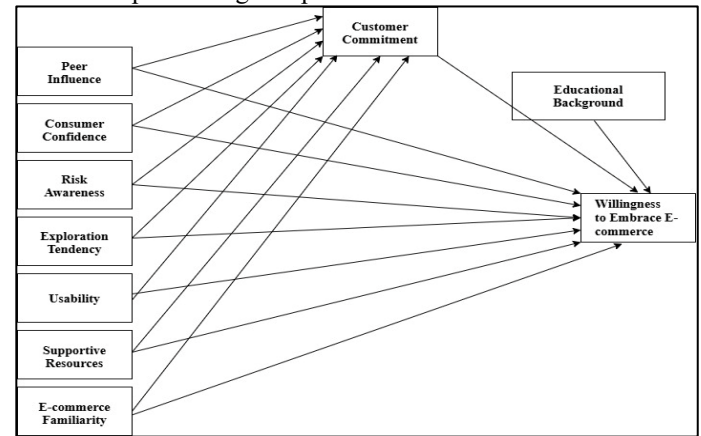 Customer
Commitment
Peer
Influence
Educational
Background
Consumer
Confidence
Risk
Awareness
Willingness
to Embrace E-
commerce
Exploration
Tendency
Usability
Supportive
Resources
E-commerce
Familiarity